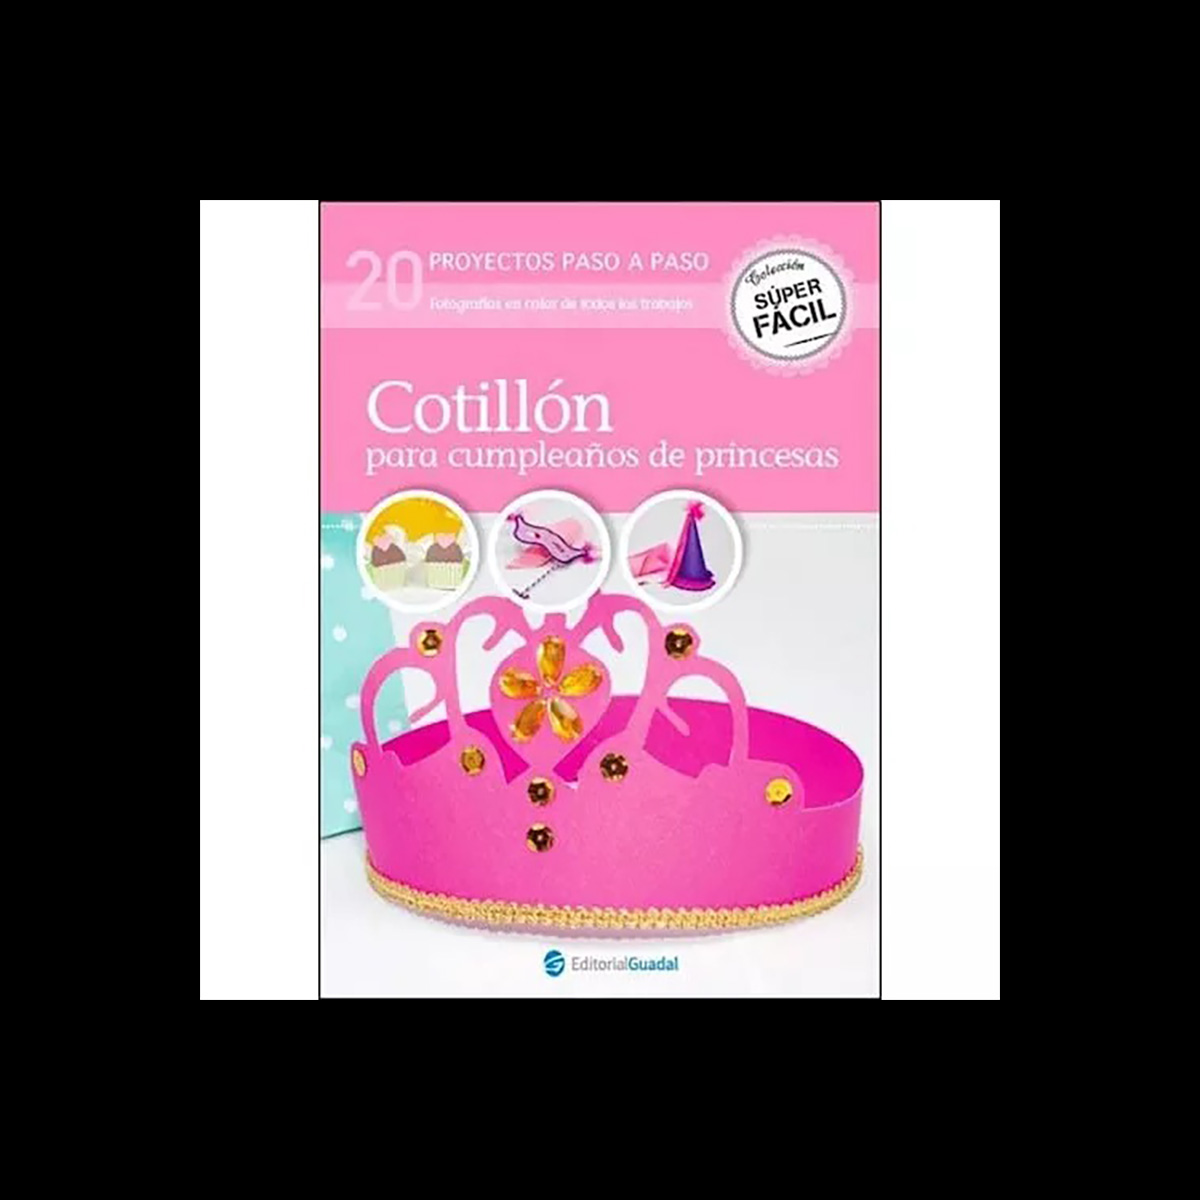 20 PROYECTOS PASO A PASO
Fotografías en color de todos los trabajos
Colección
SÚPER
FÁCIL
Cotillón
para cumpleaños de princesas
EditorialGuadal